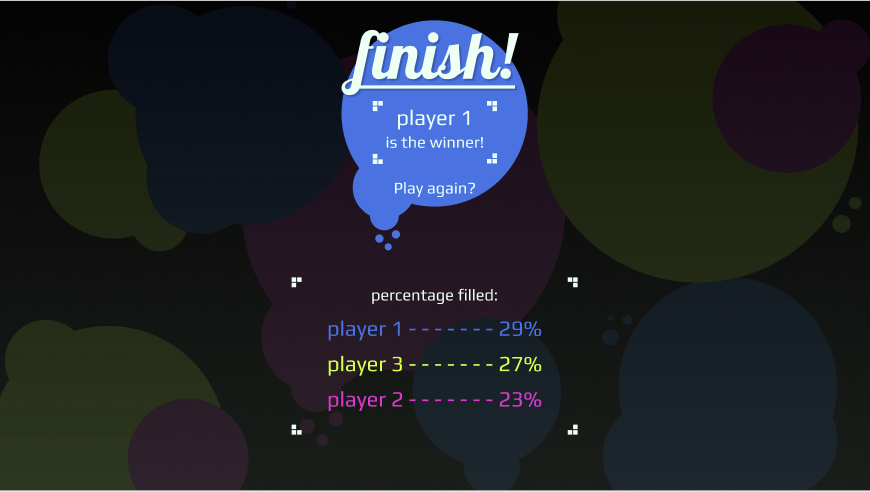 finish!
player 1
is the winner!
Play again?
percentage filled:
player 1 - - - - - - - 29%
player 3 - - - - - - - 27%
player 2 - - - - - - - 23%